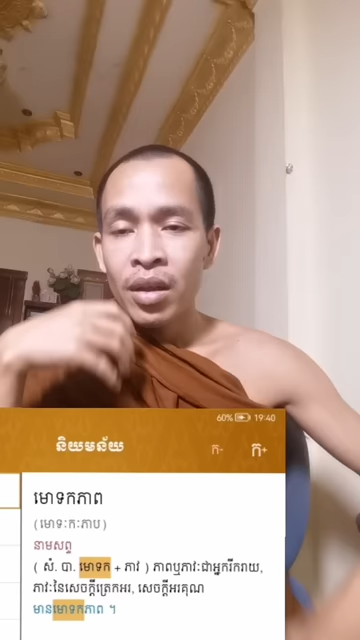 60% 19:40
និយមន័យ ក- ក+
មោទកភាព
(មោទៈកៈភាប)
នាមសព្ទ
( សំ. បា. មោទក + ភាវ ) ភាពឬភាវៈជាអ្នករីករាយ,
ភាវៈនៃសេចក្ដីត្រេកអរ, សេចក្ដីអរគុណ
មានមោទកភាព ។